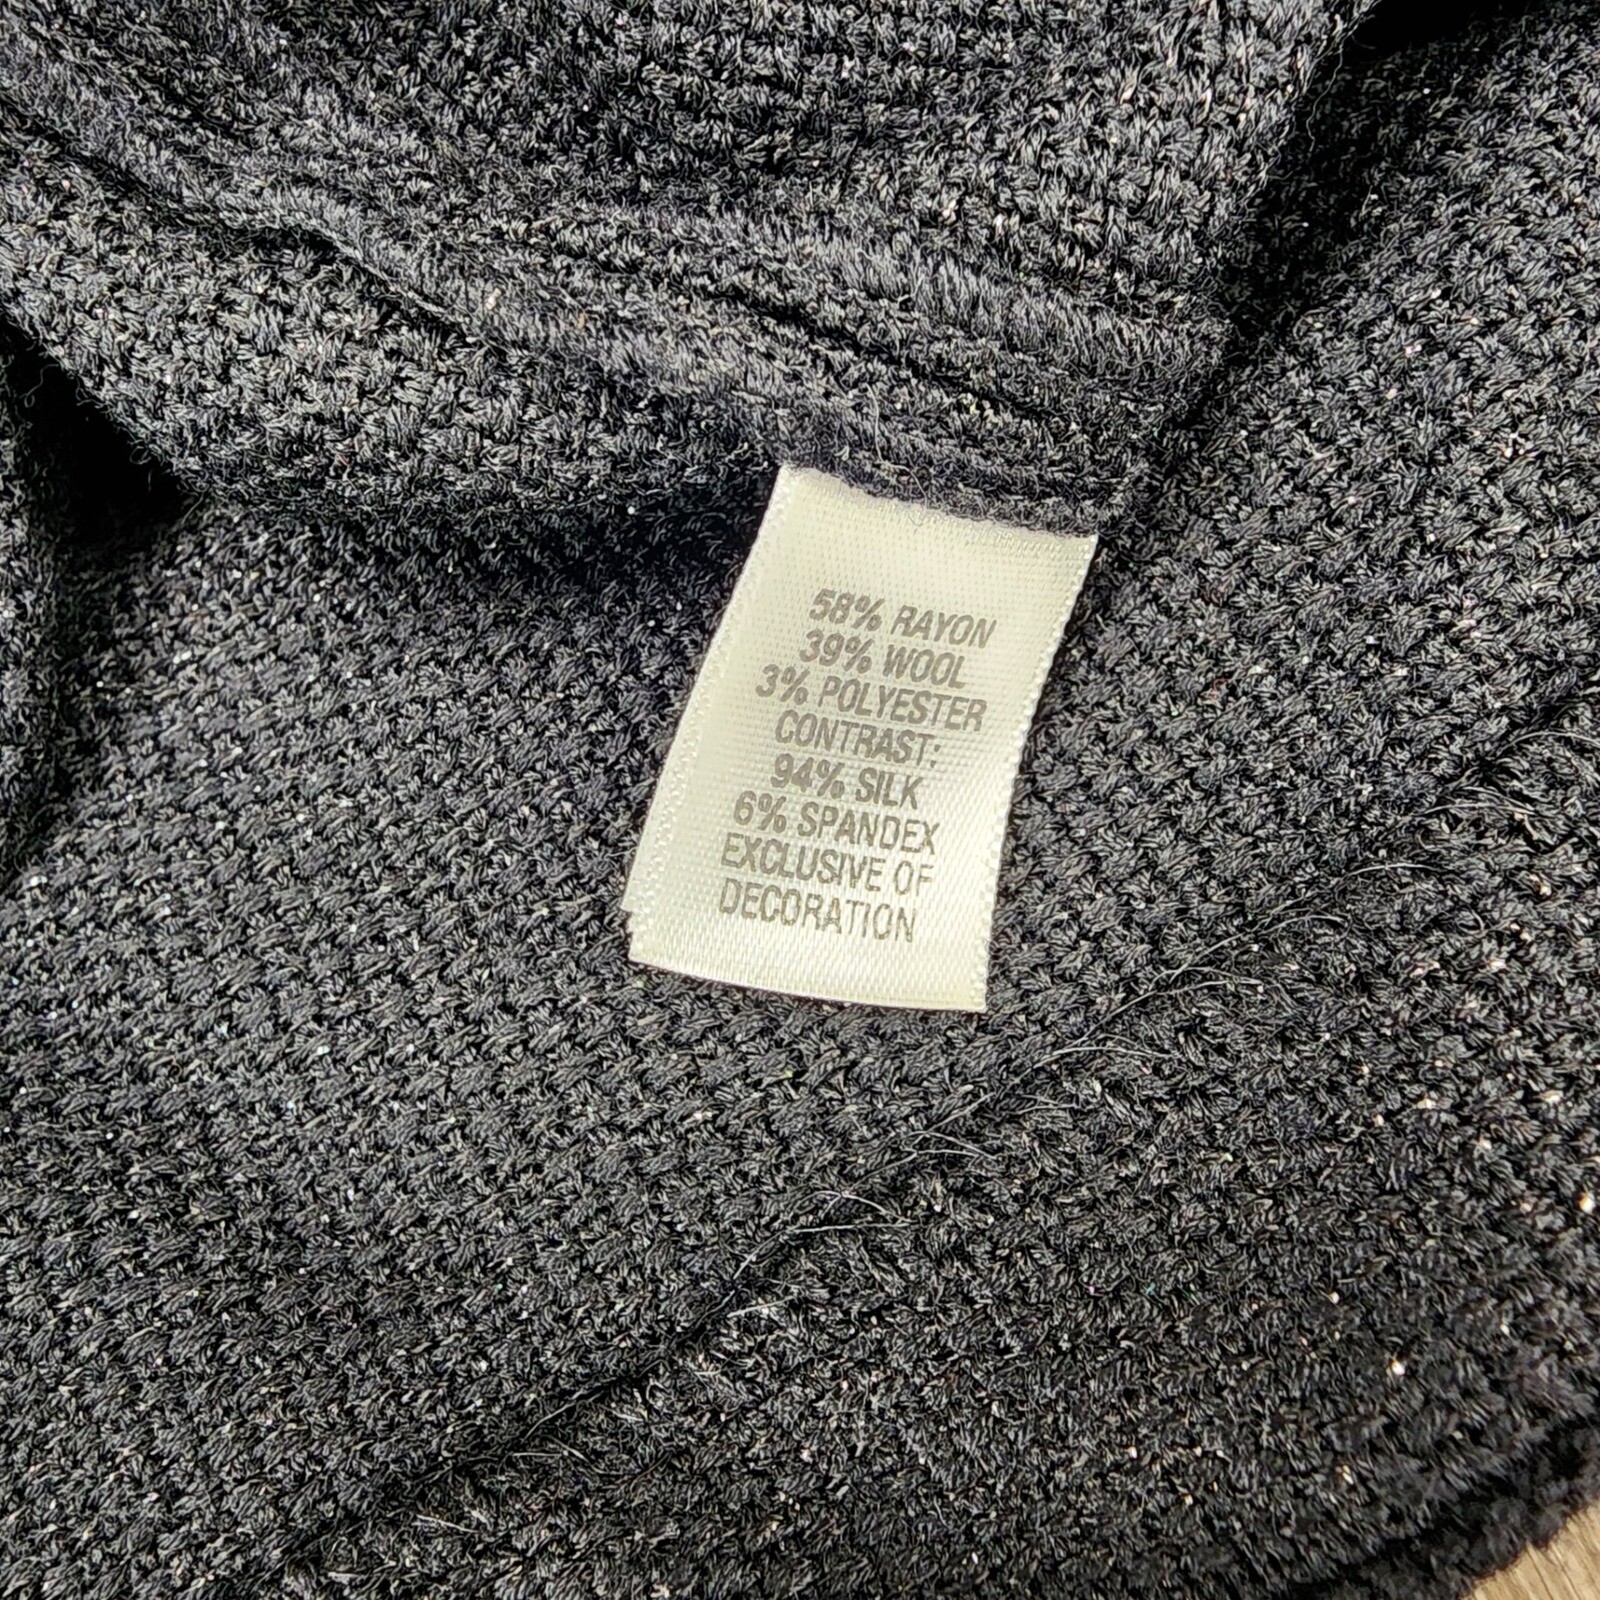 58% RAYON
39% WOOL
3% POLYESTER
CONTRAST:
94% SILK
6% SPANDEX
EXCLUSIVE OF
DECORATION